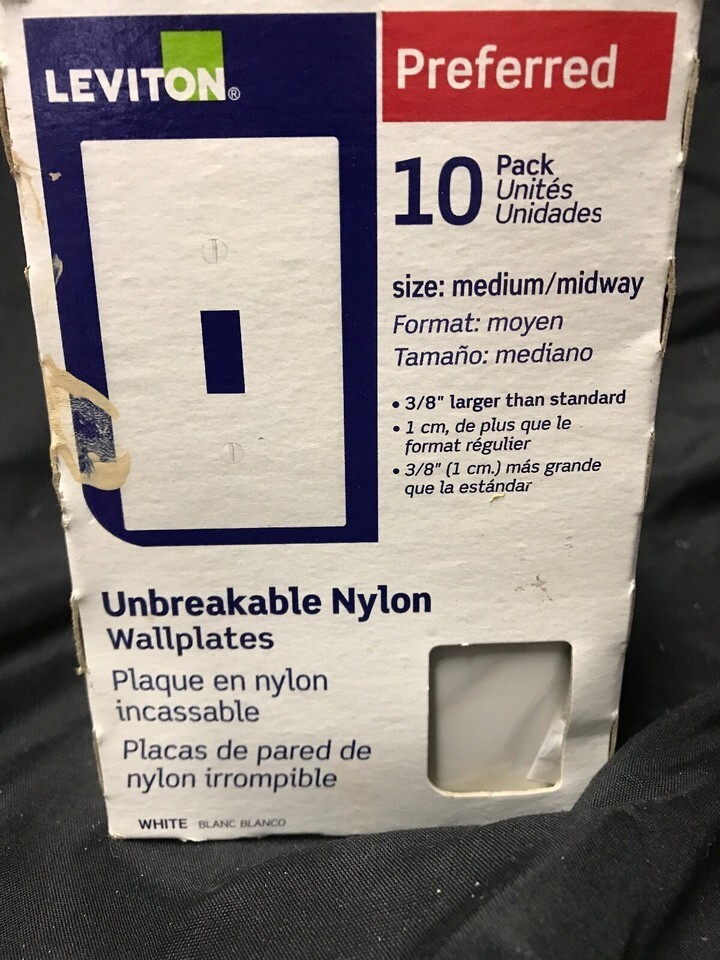 LEVITON®
Preferred
10 Pack
Unités
Unidades
size: medium/midway
Format: moyen
Tamaño: mediano
• 3/8" larger than standard
• 1 cm, de plus que le
format régulier
• 3/8" (1 cm.) más grande
que la estándar
Unbreakable Nylon
Wallplates
Plaque en nylon
incassable
Placas de pared de
nylon irrompible
WHITE BLANC BLANCO